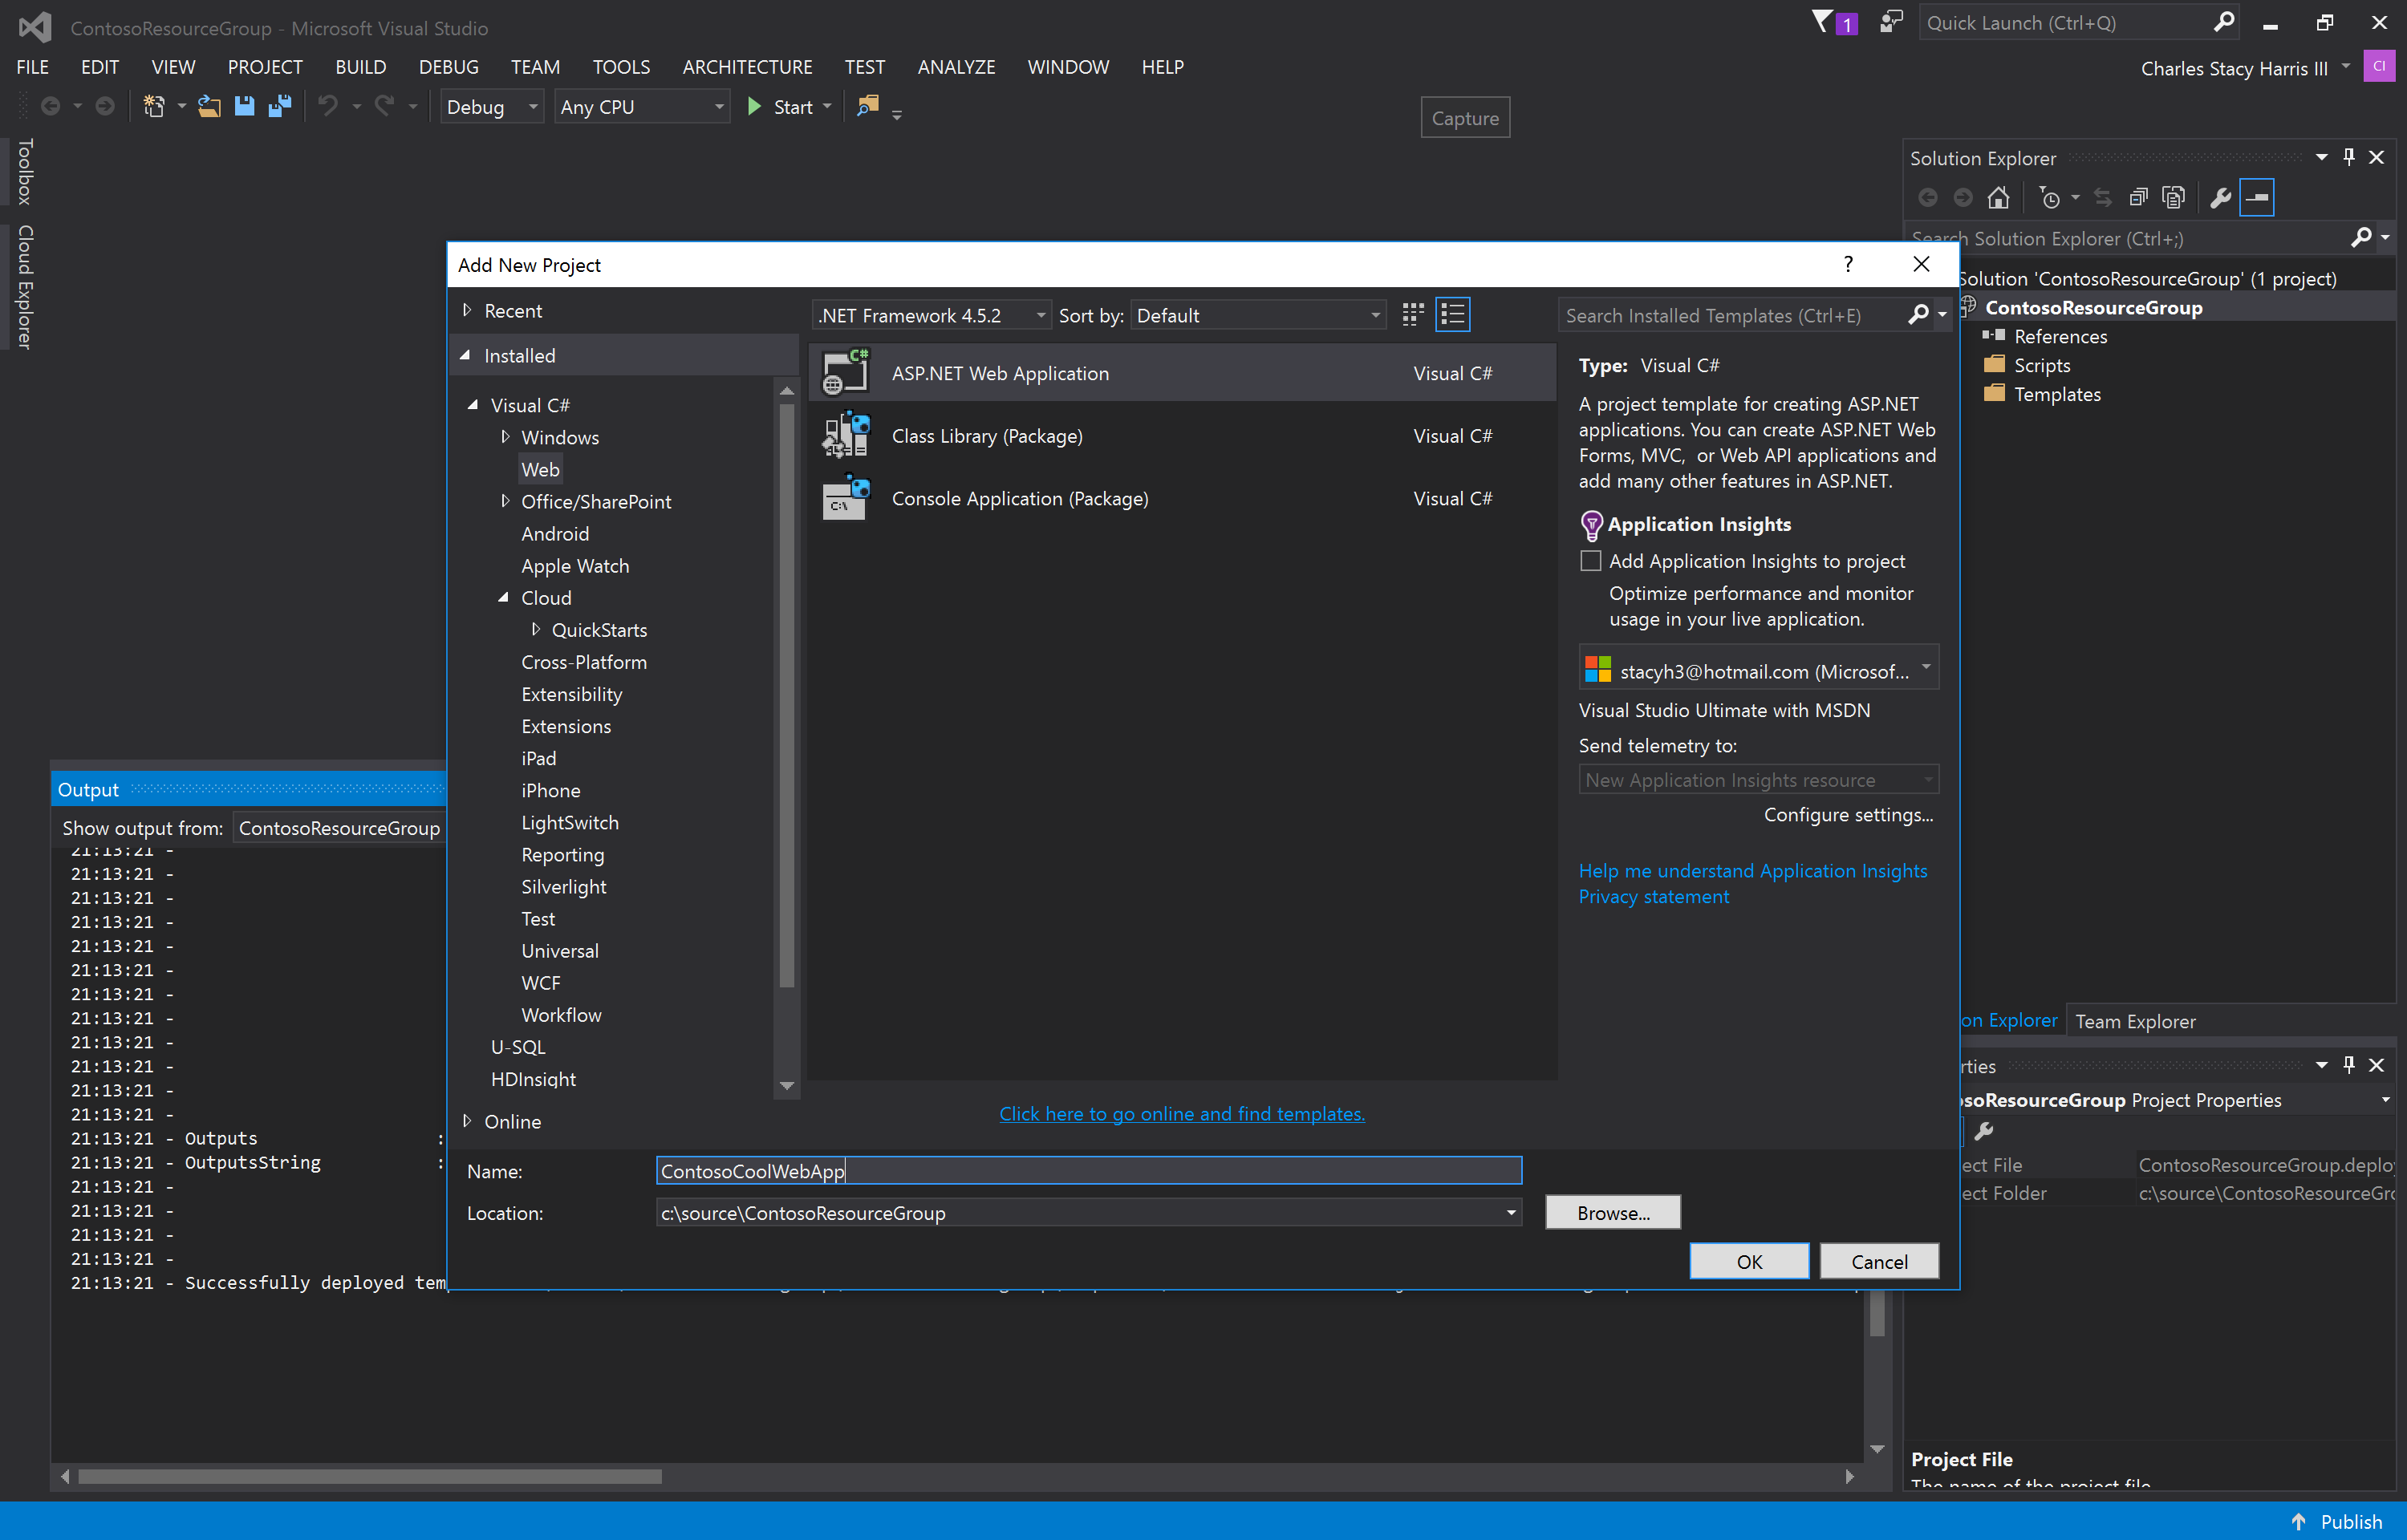 ContosoResourceGroup - Microsoft Visual Studio
1
Quick Launch (Ctrl+Q)
FILE EDIT VIEW PROJECT BUILD DEBUG TEAM TOOLS ARCHITECTURE TEST ANALYZE WINDOW HELP
Charles Stacy Harris III
CI
Debug
Any CPU
Start
Capture
Toolbox
Cloud Explorer
Solution Explorer
Search Solution Explorer (Ctrl+;)
Solution 'ContosoResourceGroup' (1 project)
ContosoResourceGroup
References
Scripts
Templates
Add New Project
?
Recent
Installed
Visual C#
Windows
Web
Office/SharePoint
Android
Apple Watch
Cloud
QuickStarts
Cross-Platform
Extensibility
Extensions
iPad
iPhone
LightSwitch
Reporting
Silverlight
Test
Universal
WCF
Workflow
U-SQL
HDInsight
Online
.NET Framework 4.5.2
Sort by:
Default
Search Installed Templates (Ctrl+E)
C#
ASP.NET Web Application
Visual C#
Class Library (Package)
Visual C#
C:\
Console Application (Package)
Visual C#
Click here to go online and find templates.
Type: Visual C#
A project template for creating ASP.NET
applications. You can create ASP.NET Web
Forms, MVC, or Web API applications and
add many other features in ASP.NET.
Application Insights
Add Application Insights to project
Optimize performance and monitor
usage in your live application.
stacyh3@hotmail.com (Microsof...
Visual Studio Ultimate with MSDN
Send telemetry to:
New Application Insights resource
Configure settings...
Help me understand Application Insights
Privacy statement
Name:
ContosoCoolWebApp
Location:
c:\source\ContosoResourceGroup
Browse...
OK
Cancel
Output
Show output from:
ContosoResourceGroup
21:13:21 -
21:13:21 -
21:13:21 -
21:13:21 -
21:13:21 -
21:13:21 -
21:13:21 -
21:13:21 -
21:13:21 -
21:13:21 -
21:13:21 -
21:13:21 -
21:13:21 - Outputs :
21:13:21 - OutputsString :
21:13:21 -
21:13:21 -
21:13:21 -
21:13:21 -
21:13:21 - Successfully deployed tem
on Explorer
Team Explorer
rties
soResourceGroup Project Properties
ect File
ContosoResourceGroup.deploy
ect Folder
c:\source\ContosoResourceGr
Project File
The name of the project file
Publish